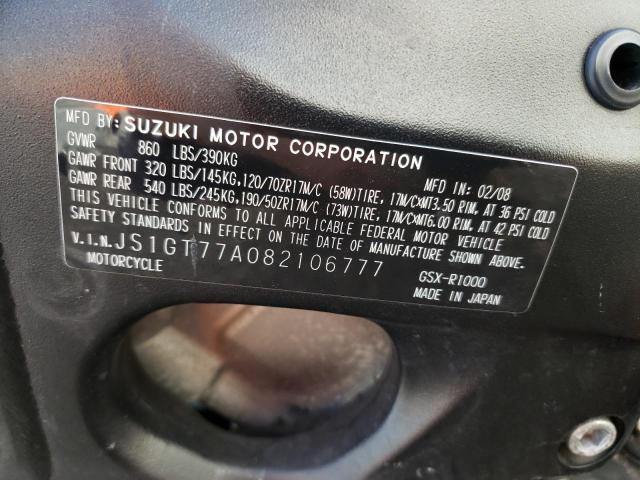 MFD BY: SUZUKI MOTOR CORPORATION
GVWR 860 LBS/390KG MFD IN: 02/08
GAWR FRONT 320 LBS/145KG,120/70ZR17M/C (58W)TIRE, 17M/C×MT3.50 RIM, AT 36 PSI COLD
GAWR REAR 540 LBS/245KG,190/50ZR17M/C (73W)TIRE, 17M/C×MT6.00 RIM, AT 42 PSI COLD
THIS VEHICLE CONFORMS TO ALL APPLICABLE FEDERAL MOTOR VEHICLE
SAFETY STANDARDS IN EFFECT ON THE DATE OF MANUFACTURE SHOWN ABOVE.
V.I.N. JS1GT77A082106777 GSX-R1000
MOTORCYCLE MADE IN JAPAN